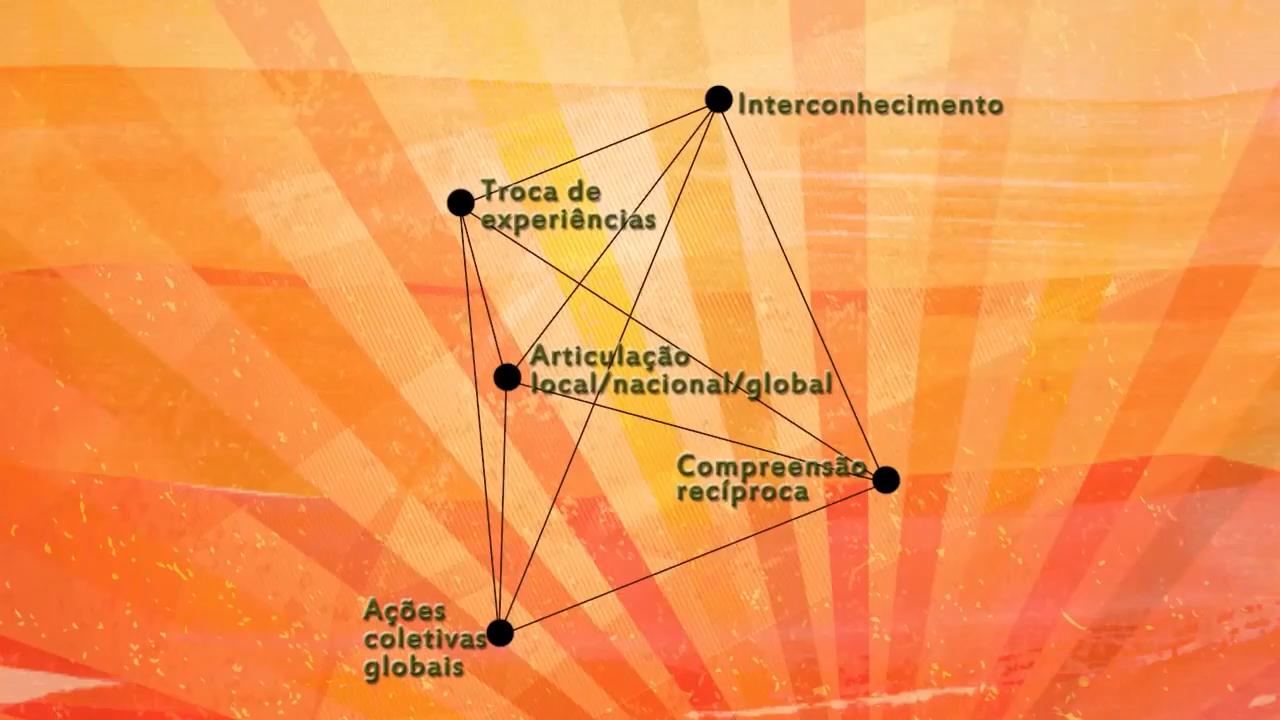 Interconhecimento
Troca de
experiências
Articulação
local/nacional/global
Compreensão
recíproca
Ações
coletivas
globais